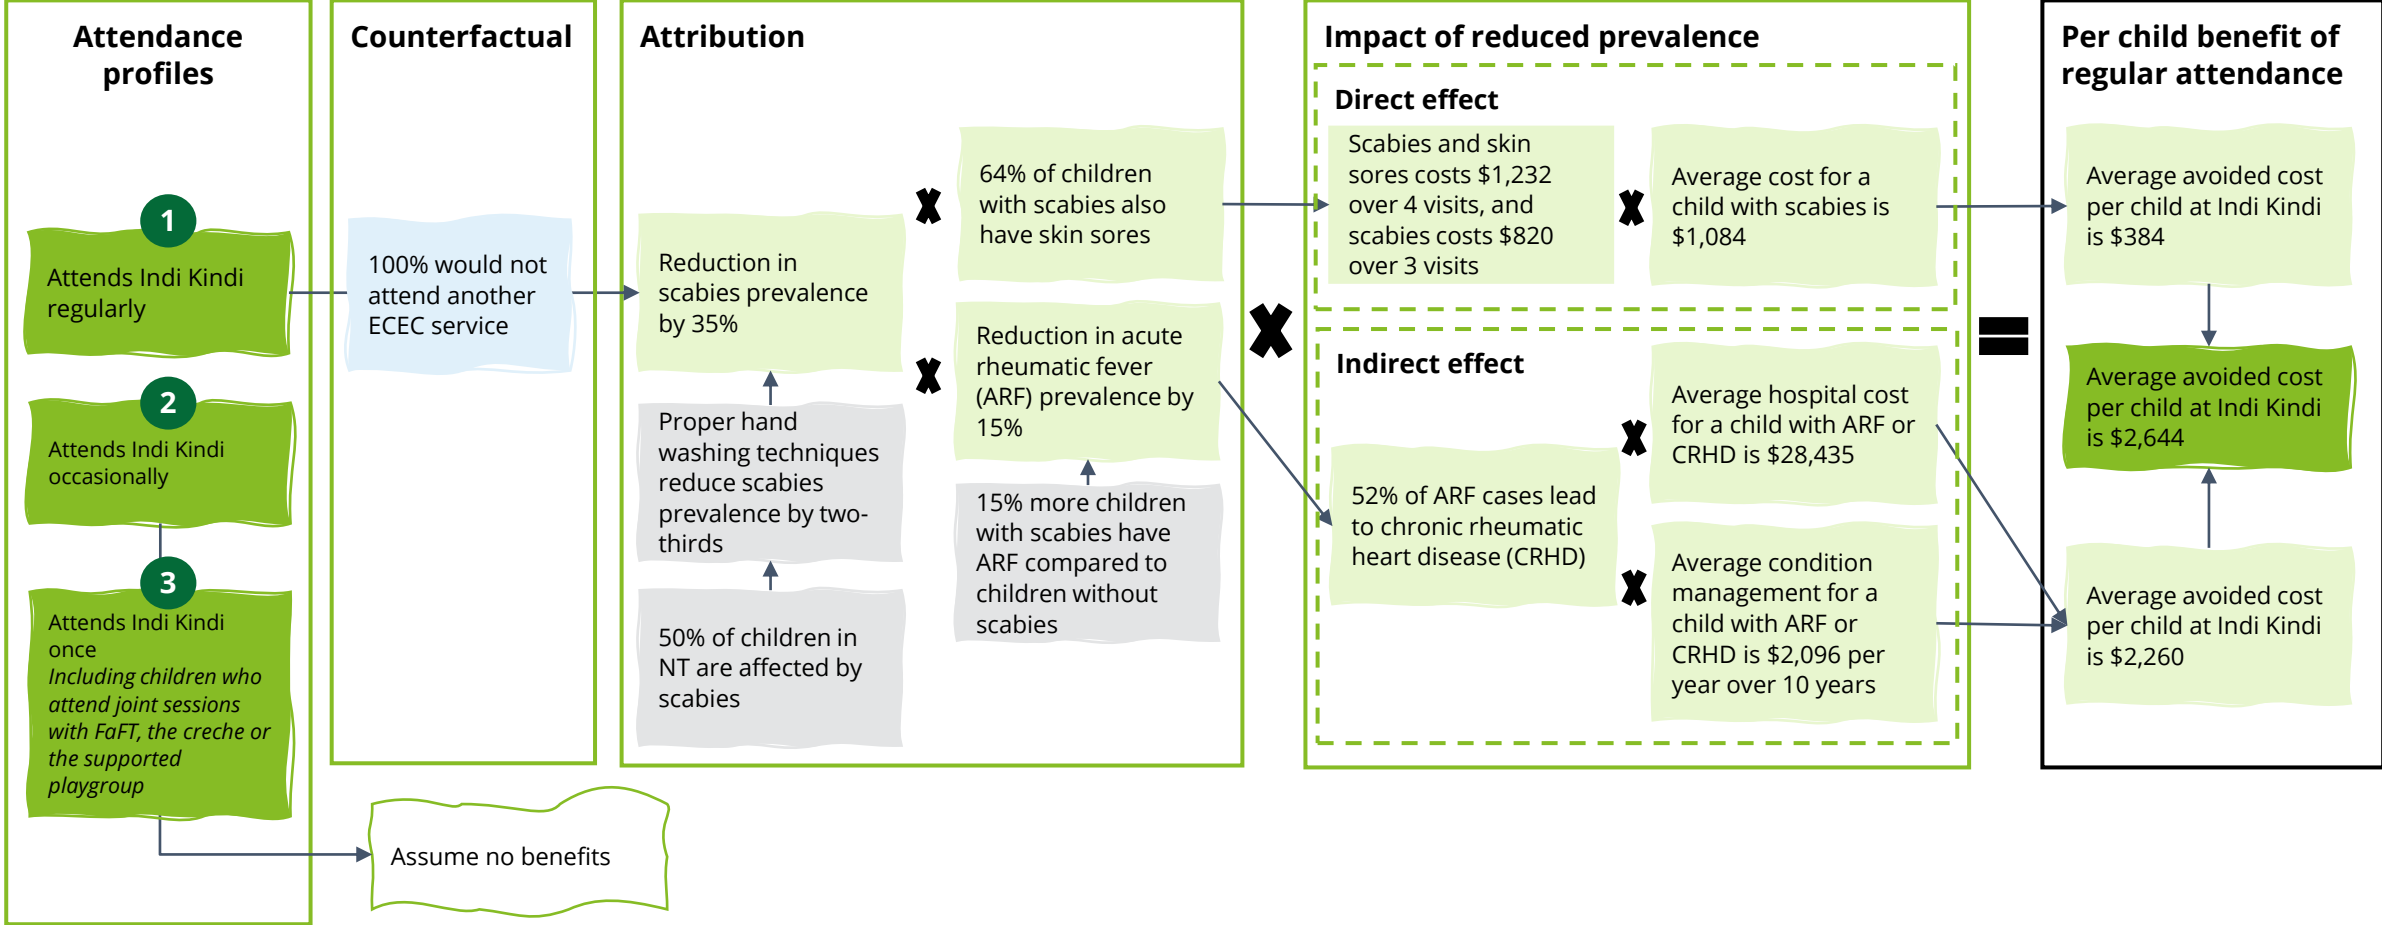 Attendance
profiles
1
Attends Indi Kindi
regularly
2
Attends Indi Kindi
occasionally
3
Attends Indi Kindi
once
Including children who
attend joint sessions
with FaFT, the creche or
the supported
playgroup
Counterfactual
100% would not
attend another
ECEC service
Assume no benefits
Attribution
Reduction in
scabies prevalence
by 35%
Proper hand
washing techniques
reduce scabies
prevalence by two-
thirds
50% of children in
NT are affected by
scabies
64% of children
with scabies also
have skin sores
Reduction in acute
rheumatic fever
(ARF) prevalence by
15%
15% more children
with scabies have
ARF compared to
children without
scabies
Impact of reduced prevalence
Direct effect
Scabies and skin
sores costs $1,232
over 4 visits, and
scabies costs $820
over 3 visits
Average cost for a
child with scabies is
$1,084
Indirect effect
52% of ARF cases lead
to chronic rheumatic
heart disease (CRHD)
Average hospital cost
for a child with ARF or
CRHD is $28,435
Average condition
management for a
child with ARF or
CRHD is $2,096 per
year over 10 years
Per child benefit of
regular attendance
Average avoided cost
per child at Indi Kindi
is $384
Average avoided cost
per child at Indi Kindi
is $2,644
Average avoided cost
per child at Indi Kindi
is $2,260